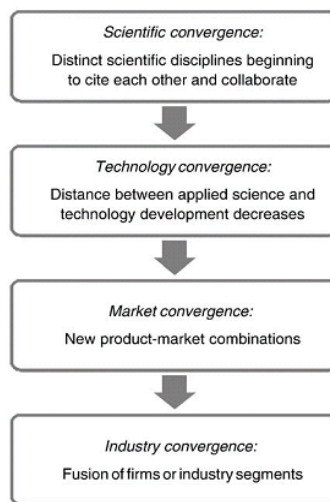 Scientific convergence:
Distinct scientific disciplines beginning
to cite each other and collaborate
Technology convergence:
Distance between applied science and
technology development decreases
Market convergence:
New product-market combinations
Industry convergence:
Fusion of firms or industry segments